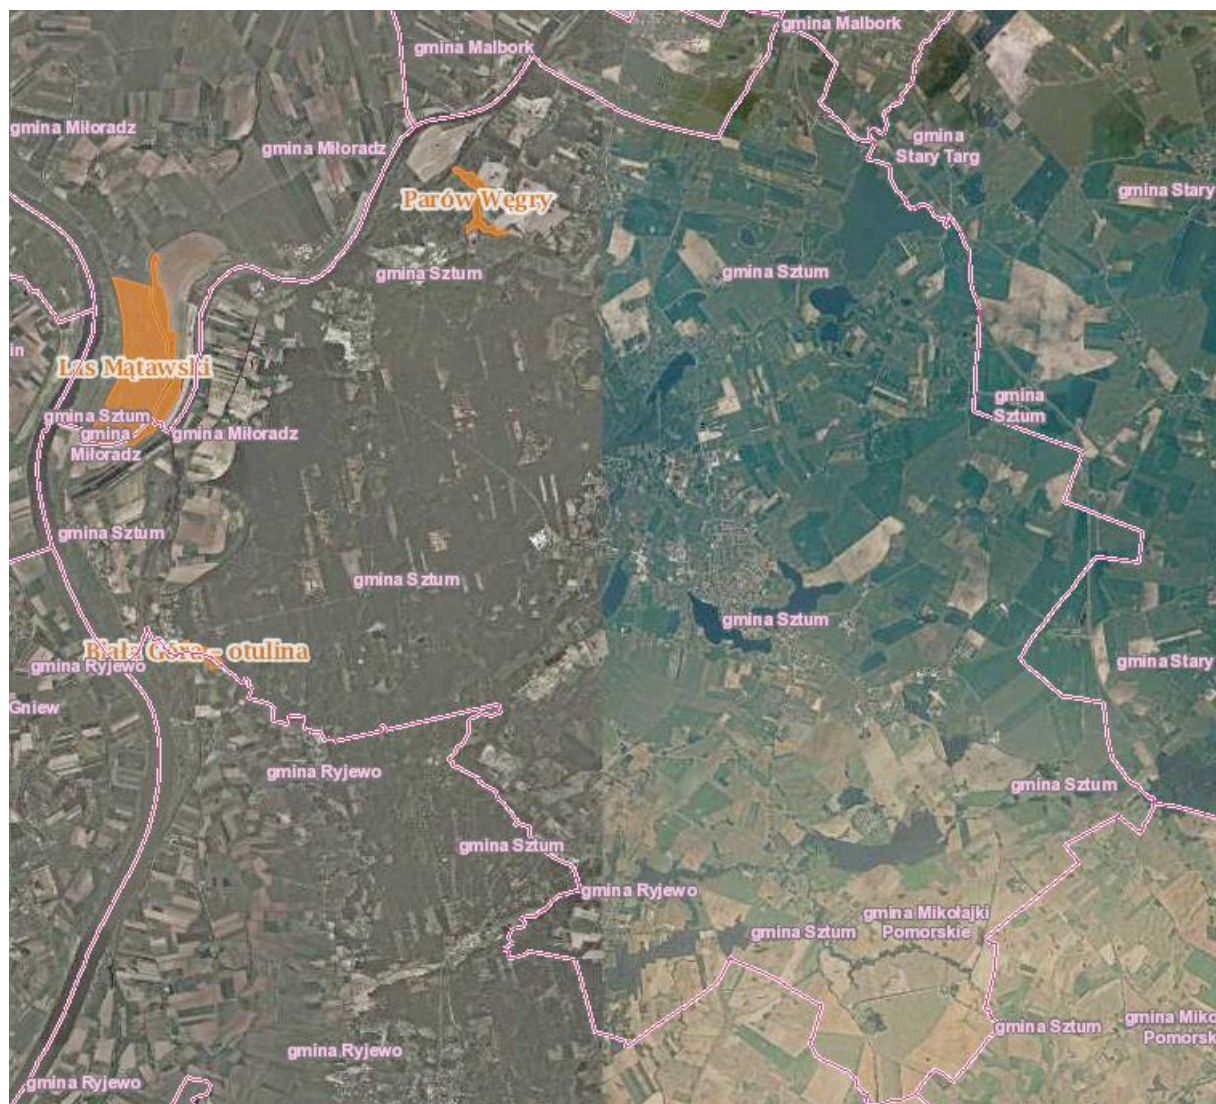 gmina Malbork
gmina Malbork
gmina Miłoradz
gmina Miłoradz
gmina
Stary Targ
gmina Stary
Parów Węgry
gmina Sztum
gmina Sztum
in
Las Mątawski
gmina
Sztum
gmina Sztum
gmina
Miłoradz
gmina Miłoradz
gmina Sztum
gmina Sztum
gmina Sztum
Biała Góra - otulina
gmina Ryjewo
gmina Stary
Gniew
gmina Ryjewo
gmina Sztum
gmina Sztum
gmina Ryjewo
gmina Mikołajki
Pomorskie
gmina Sztum
gmina Sztum
gmina Miko
Pomorsk
gmina Ryjewo
gmina Ryjewo